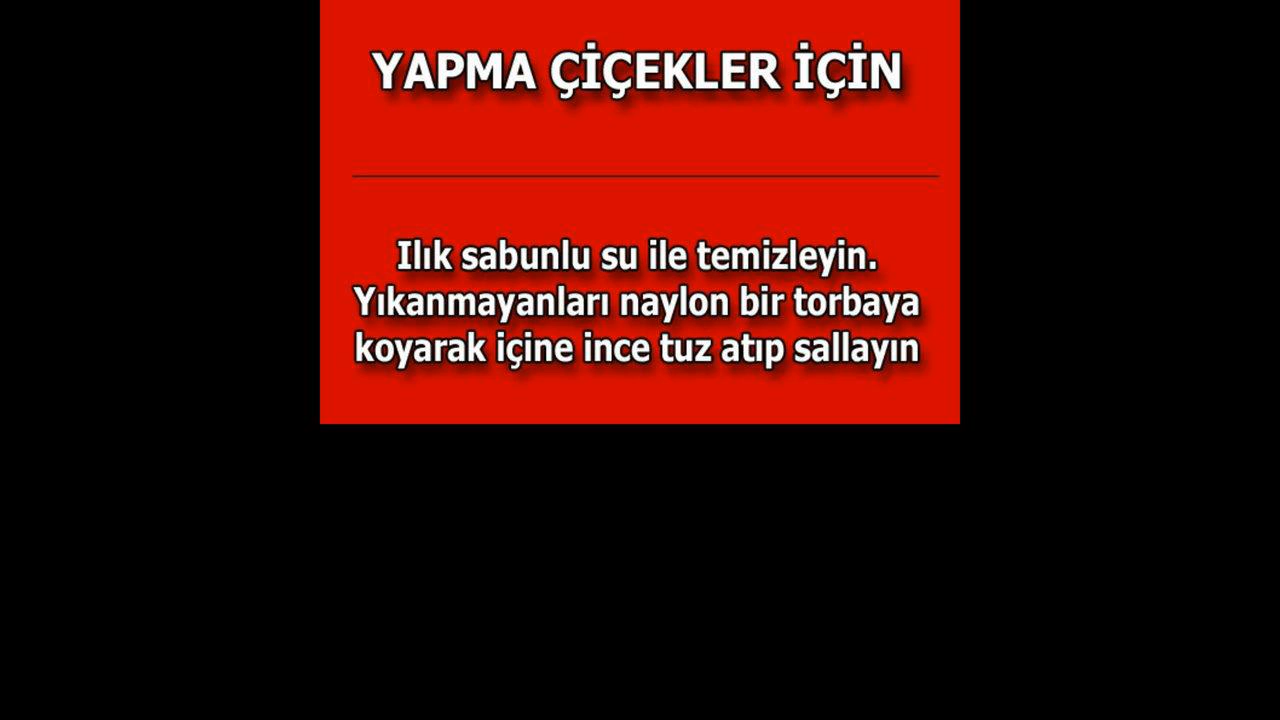 YAPMA ÇİÇEKLER İÇİN
Ilık sabunlu su ile temizleyin.
Yıkanmayanları naylon bir torbaya
koyarak içine ince tuz atıp sallayın